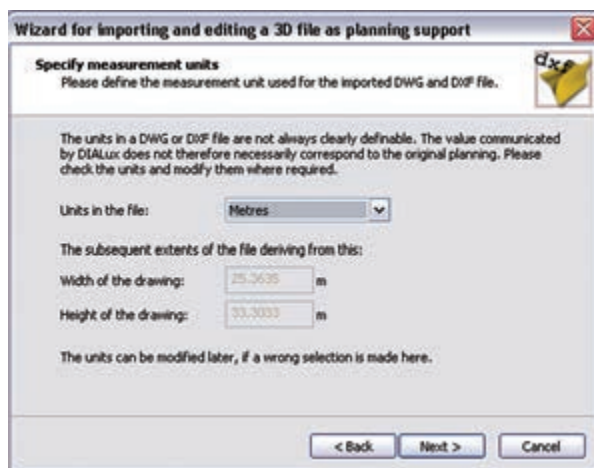 Wizard for importing and editing a 3D file as planning support
Specify measurement units
Please define the measurement unit used for the imported DWG and DXF file.
dxf
The units in a DWG or DXF file are not always clearly definable. The value communicated
by DIALux does not therefore necessarily correspond to the original planning. Please
check the units and modify them where required.
Units in the file: Metres
The subsequent extents of the file deriving from this:
Width of the drawing: 25.3635 m
Height of the drawing: 33.3033 m
The units can be modified later, if a wrong selection is made here.
< Back Next > Cancel